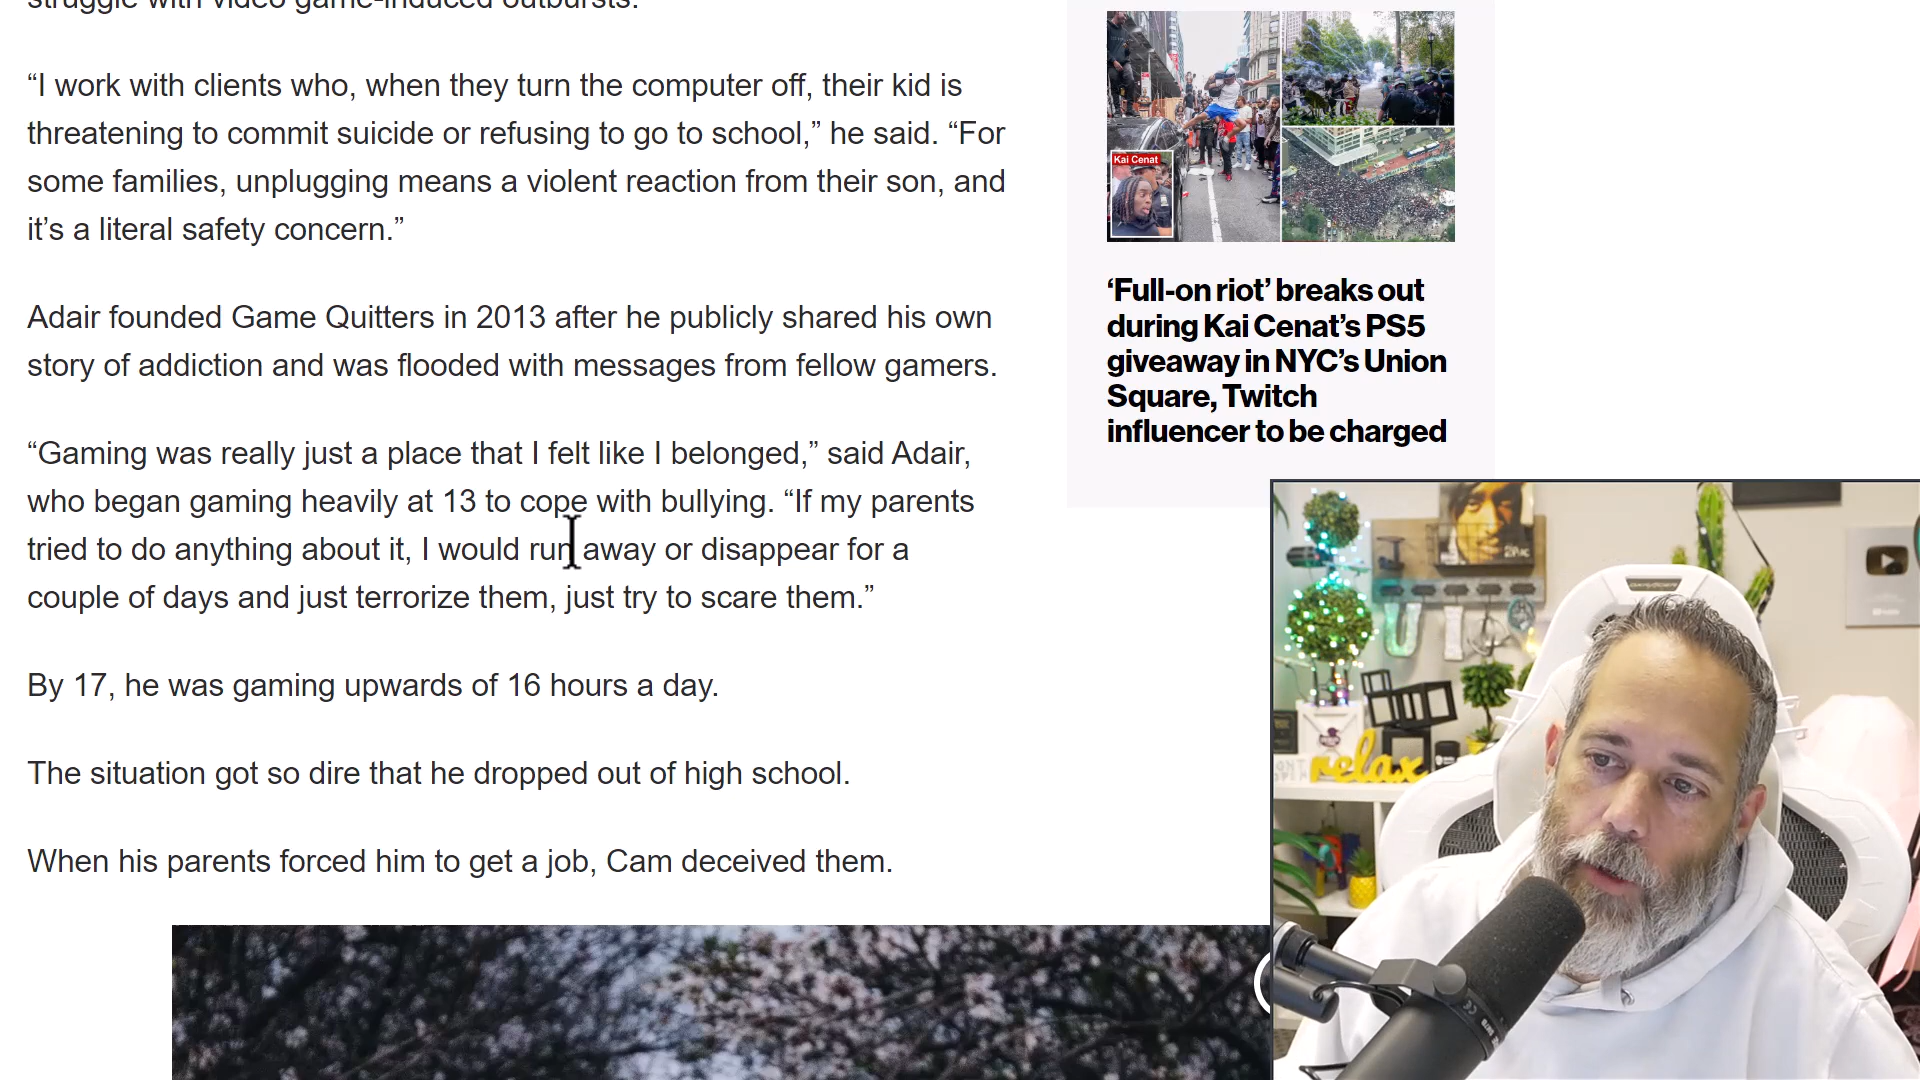 struggle with video game-induced outbursts.
“I work with clients who, when they turn the computer off, their kid is
threatening to commit suicide or refusing to go to school,” he said. “For
some families, unplugging means a violent reaction from their son, and
it’s a literal safety concern.”
Adair founded Game Quitters in 2013 after he publicly shared his own
story of addiction and was flooded with messages from fellow gamers.
“Gaming was really just a place that I felt like I belonged,” said Adair,
who began gaming heavily at 13 to cope with bullying. “If my parents
tried to do anything about it, I would run away or disappear for a
couple of days and just terrorize them, just try to scare them.”
By 17, he was gaming upwards of 16 hours a day.
The situation got so dire that he dropped out of high school.
When his parents forced him to get a job, Cam deceived them.
Kai Cenat
‘Full-on riot’ breaks out
during Kai Cenat’s PS5
giveaway in NYC’s Union
Square, Twitch
influencer to be charged
2PAC
relax